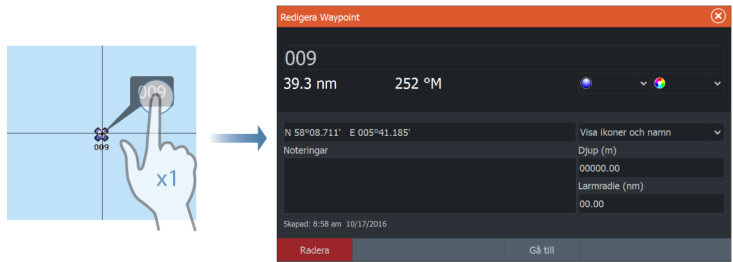 009
009
x1
Redigera Waypoint
009
39.3 nm 252 °M
N 58°08.711' E 005°41.185' Visa ikoner och namn
Noteringar Djup (m)
00000.00
Larmradie (nm)
00.00
Skapad: 8:58 am 10/17/2016
Radera Gå till